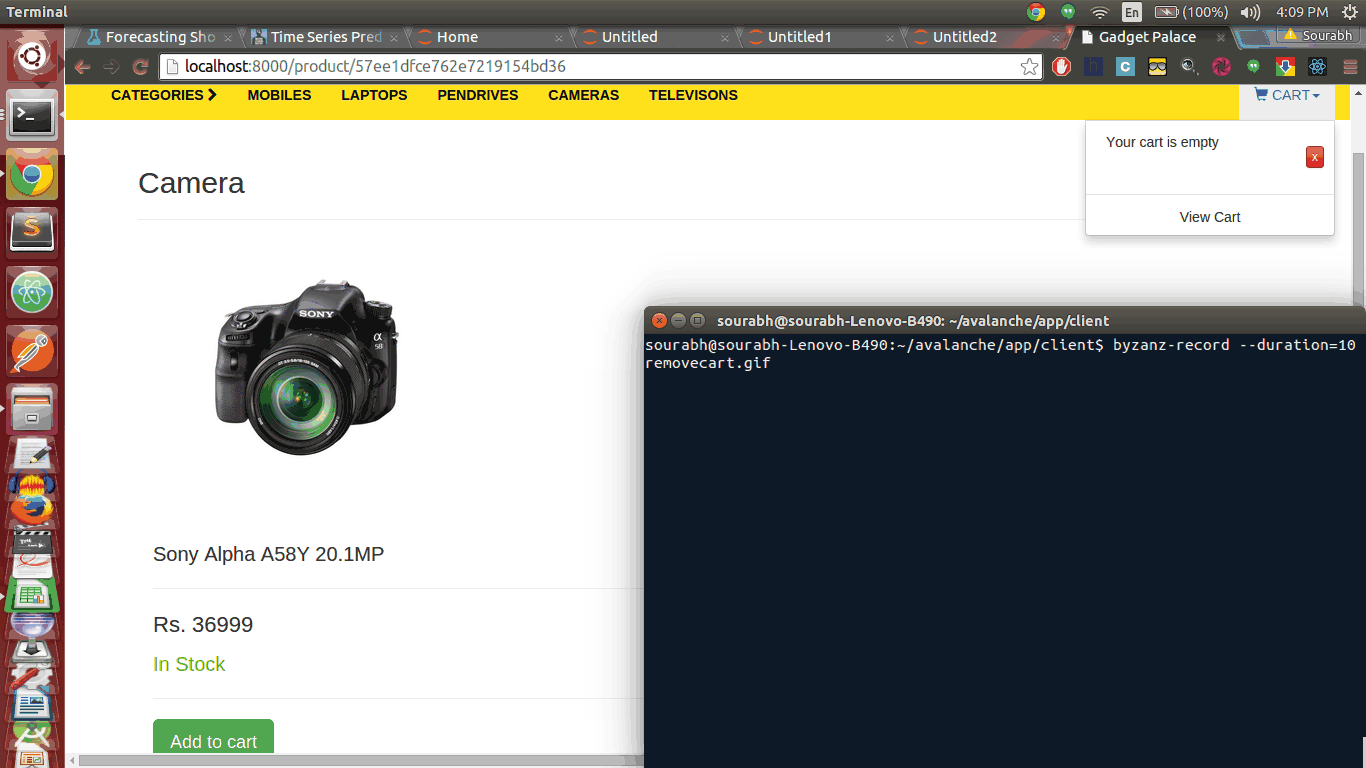 Terminal
En
(100%)
4:09 PM
Forecasting Sho
Time Series Pred
Home
Untitled
Untitled1
Untitled2
Gadget Palace
Sourabh
localhost:8000/product/57ee1dfce762e7219154bd36
CATEGORIES
MOBILES
LAPTOPS
PENDRIVES
CAMERAS
TELEVISONS
CART
Your cart is empty
x
View Cart
Camera
SONY
α
58
Sony Alpha A58Y 20.1MP
Rs. 36999
In Stock
Add to cart
sourabh@sourabh-Lenovo-B490: ~/avalanche/app/client
sourabh@sourabh-Lenovo-B490:~/avalanche/app/client$ byzanz-record --duration=10
removecart.gif